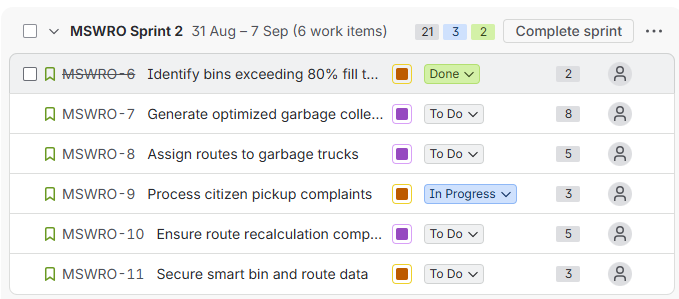 MSWRO Sprint 2 31 Aug – 7 Sep (6 work items) 21 3 2 Complete sprint
MSWRO-6 Identify bins exceeding 80% fill t... Done 2
MSWRO-7 Generate optimized garbage colle... To Do 8
MSWRO-8 Assign routes to garbage trucks To Do 5
MSWRO-9 Process citizen pickup complaints In Progress 3
MSWRO-10 Ensure route recalculation comp... To Do 5
MSWRO-11 Secure smart bin and route data To Do 3